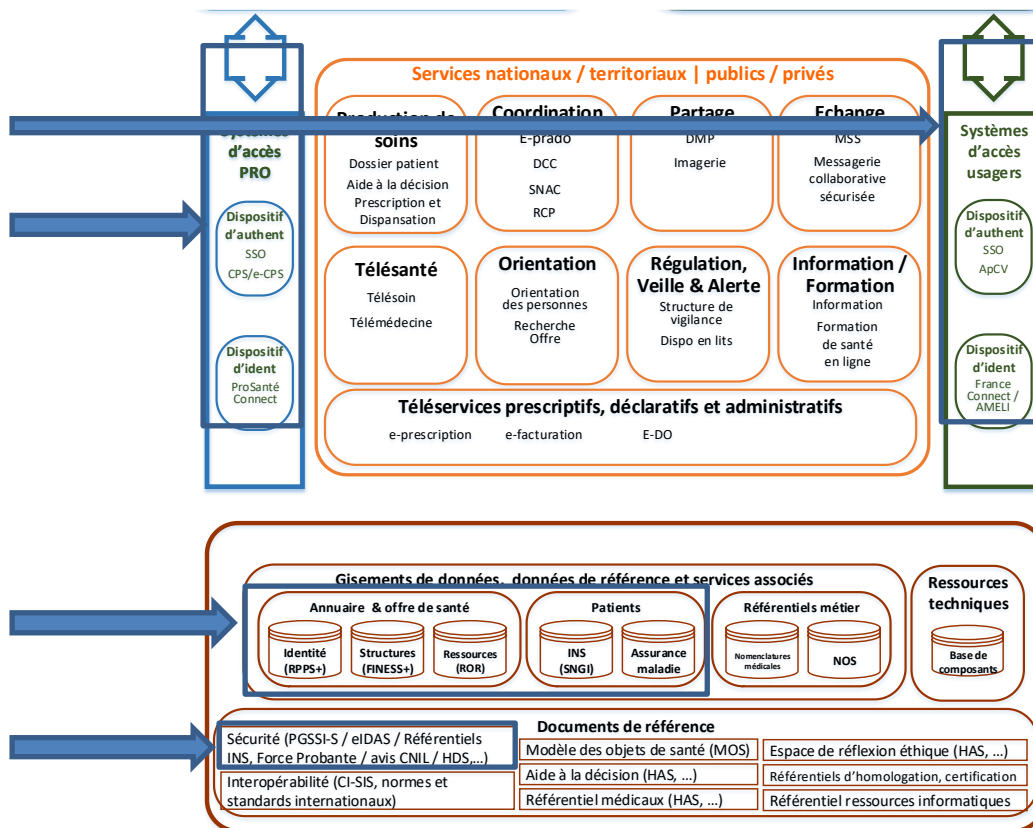 Services nationaux / territoriaux | publics / privés
Systèmes
d'accès
PRO
Dispositif
d'authent
SSO
CPS/e-CPS
Dispositif
d'ident
ProSanté
Connect
Production de
soins
Dossier patient
Aide à la décision
Prescription et
Dispansation
Coordination
E-prado
DCC
SNAC
RCP
Partage
DMP
Imagerie
Echange
MSS
Messagerie
collaborative
sécurisée
Télésanté
Télésoin
Télémédecine
Orientation
Orientation
des personnes
Recherche
Offre
Régulation,
Veille & Alerte
Structure de
vigilance
Dispo en lits
Information /
Formation
Information
Formation
de santé
en ligne
Téléservices prescriptifs, déclaratifs et administratifs
e-prescription e-facturation E-DO
Systèmes
d'accès
usagers
Dispositif
d'authent
SSO
ApCV
Dispositif
d'ident
France
Connect /
AMELI
Gisements de données, données de référence et services associés
Annuaire & offre de santé
Identité
(RPPS+)
Structures
(FINESS+)
Ressources
(ROR)
Patients
INS
(SNGI)
Assurance
maladie
Référentiels métier
Nomenclatures
médicales
NOS
Ressources
techniques
Base de
composants
Documents de référence
Sécurité (PGSSI-S / eIDAS / Référentiels
INS, Force Probante / avis CNIL / HDS,...)
Interopérabilité (CI-SIS, normes et
standards internationaux)
Modèle des objets de santé (MOS)
Aide à la décision (HAS, ...)
Référentiel médicaux (HAS, ...)
Espace de réflexion éthique (HAS, ...)
Référentiels d'homologation, certification
Référentiel ressources informatiques